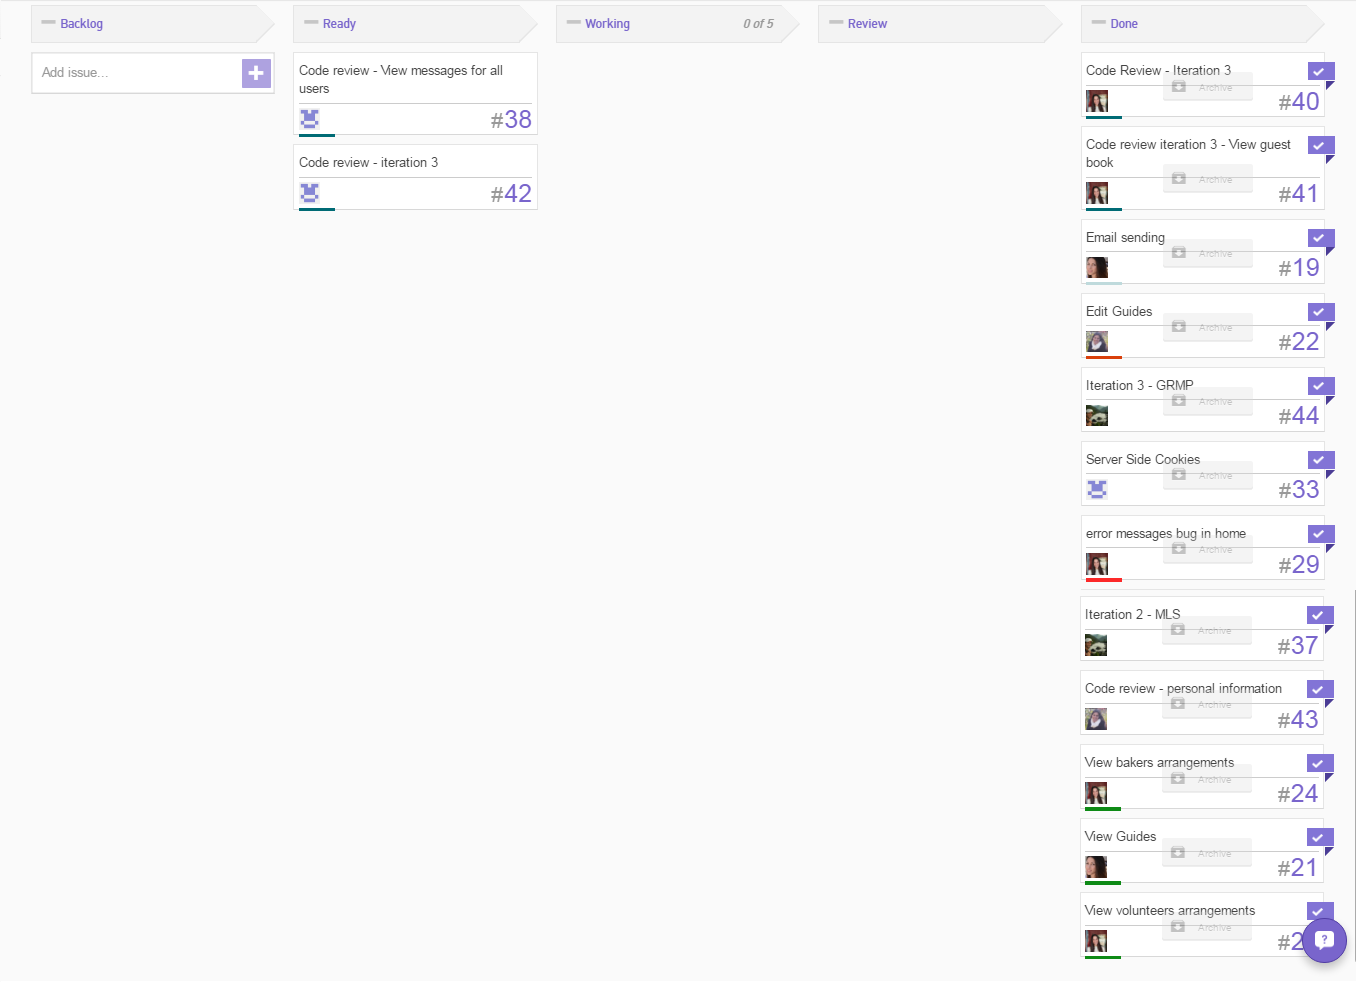 Backlog
Add issue...
Ready
Code review - View messages for all
users
#38
Code review - iteration 3
#42
Working
0 of 5
Review
Done
Code Review - Iteration 3
Archive
#40
Code review iteration 3 - View guest
book
Archive
#41
Email sending
Archive
#19
Edit Guides
Archive
#22
Iteration 3 - GRMP
Archive
#44
Server Side Cookies
Archive
#33
error messages bug in home
Archive
#29
Iteration 2 - MLS
Archive
#37
Code review - personal information
Archive
#43
View bakers arrangements
Archive
#24
View Guides
Archive
#21
View volunteers arrangements
Archive